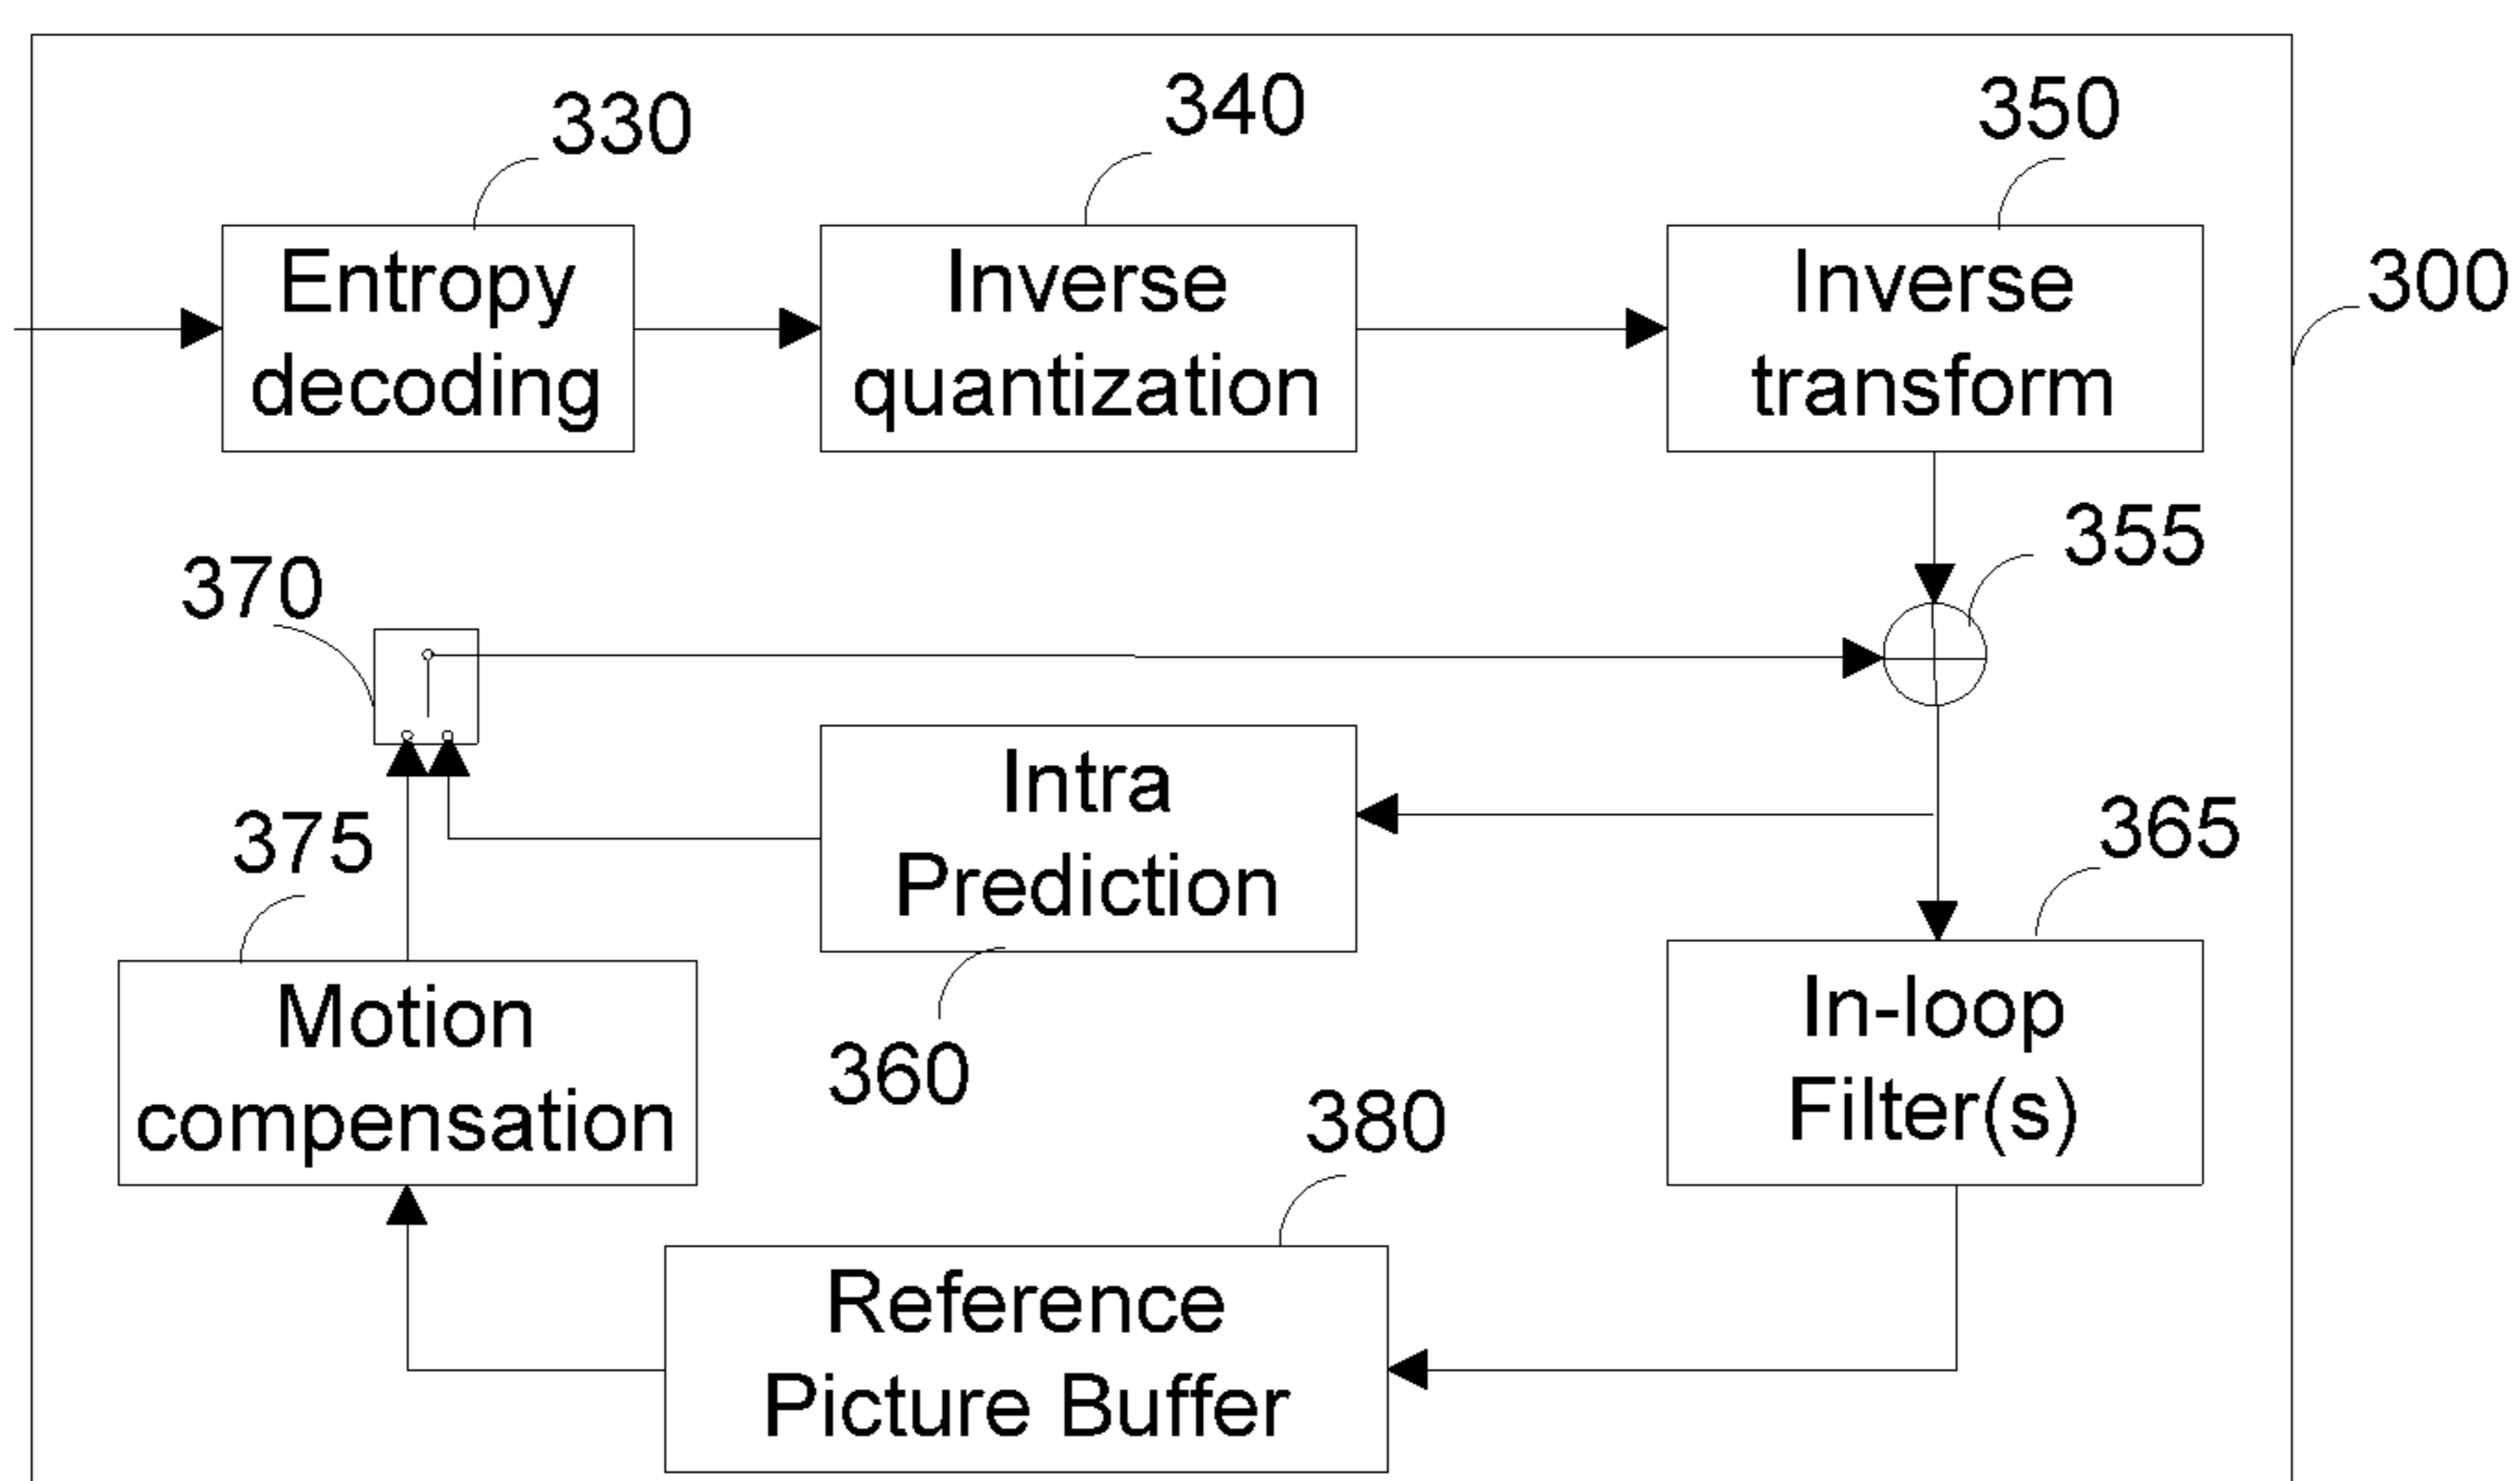 330
340
350
Entropy
decoding
Inverse
quantization
Inverse
transform
300
355
370
Intra
Prediction
360
375
365
Motion
compensation
In-loop
Filter(s)
380
Reference
Picture Buffer